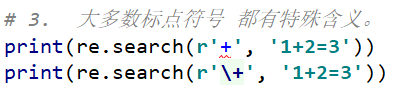 # 3.  大多数标点符号 都有特殊含义。
print(re.search(r'+', '1+2=3'))
print(re.search(r'\+', '1+2=3'))